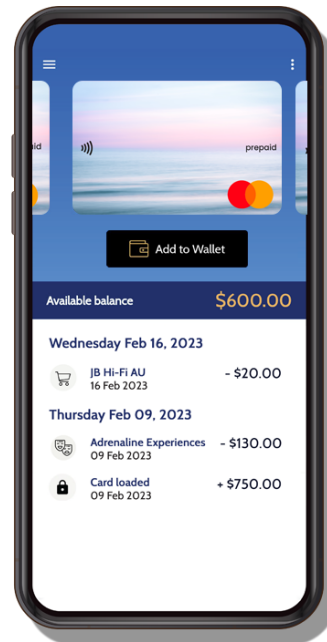 id
prepaid
Add to Wallet
Available balance $600.00
Wednesday Feb 16, 2023
JB Hi-Fi AU - $20.00
16 Feb 2023
Thursday Feb 09, 2023
Adrenaline Experiences - $130.00
09 Feb 2023
Card loaded + $750.00
09 Feb 2023